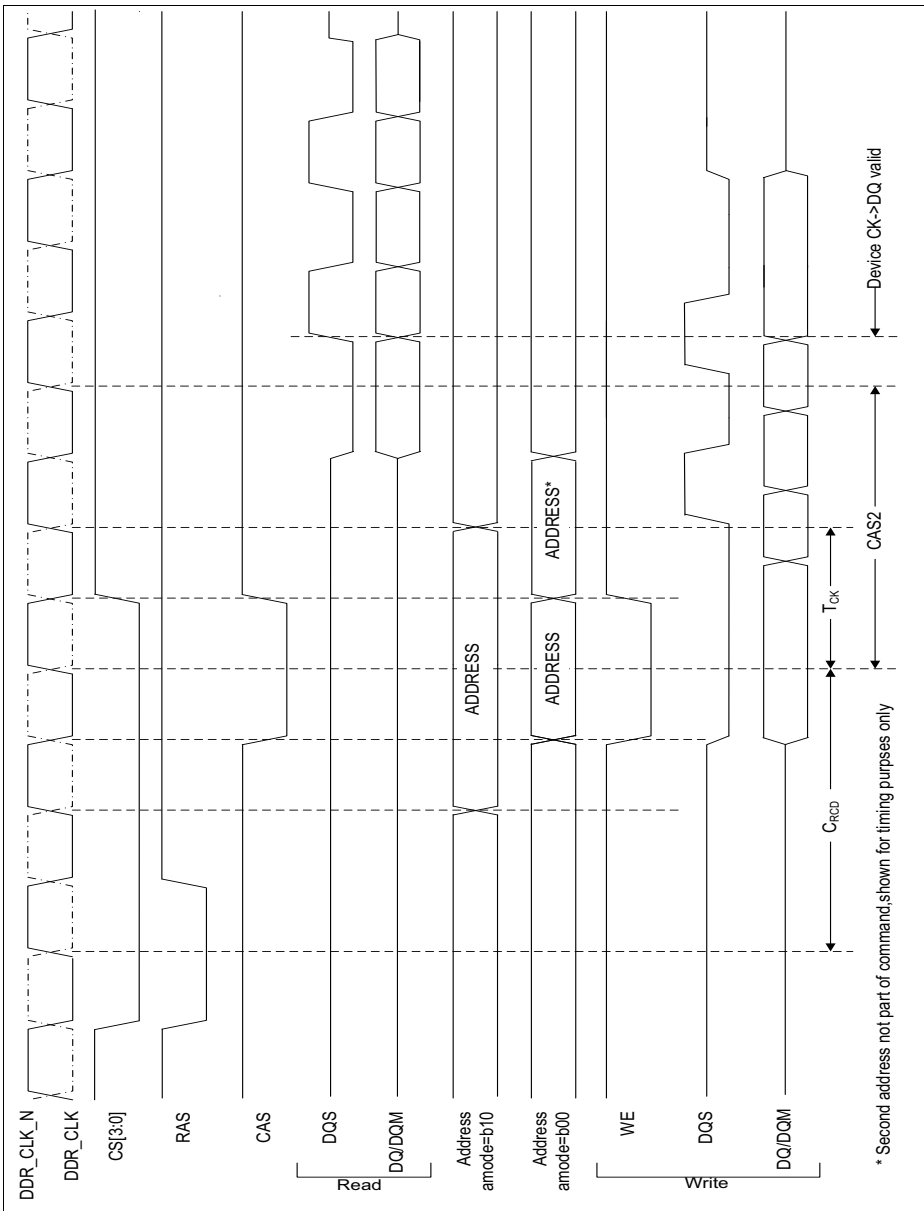 DDR_CLK_N
DDR_CLK
CS[3:0]
RAS
CAS
Read
DQS
DQ/DQM
Address
amode=b10
ADDRESS
Address
amode=b00
ADDRESS
ADDRESS*
Write
WE
DQS
DQ/DQM
CRCD
TCK
CAS2
Device CK->DQ valid
* Second address not part of command,shown for timing purpses only